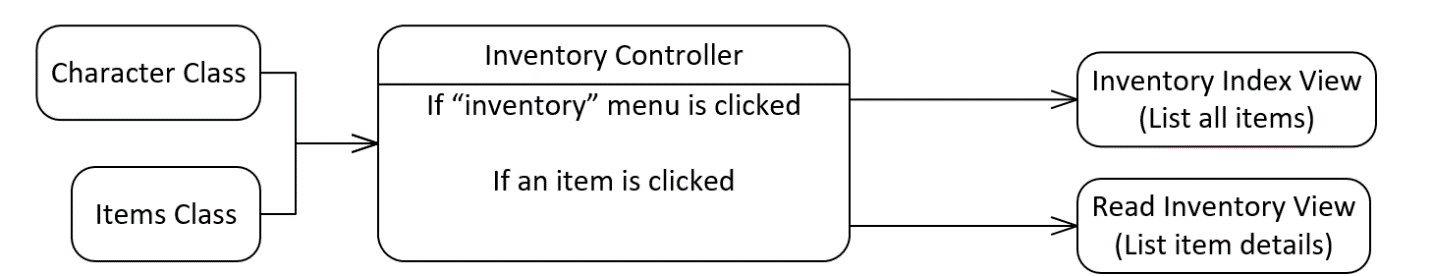 Character Class
Items Class
Inventory Controller
If “inventory” menu is clicked
If an item is clicked
Inventory Index View
(List all items)
Read Inventory View
(List item details)